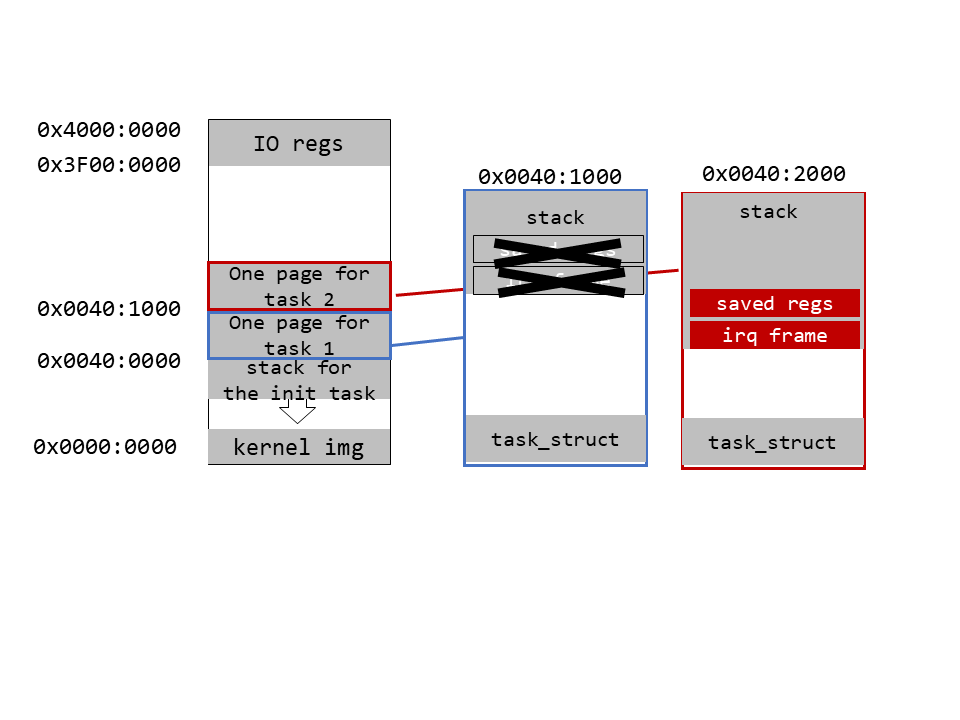 0x4000:0000
IO regs
0x3F00:0000
0x0040:1000
0x0040:2000
stack
stack
One page for
task 2
saved regs
0x0040:1000
One page for
task 1
irq frame
0x0040:0000
stack for
the init task
0x0000:0000
kernel img
task_struct
task_struct